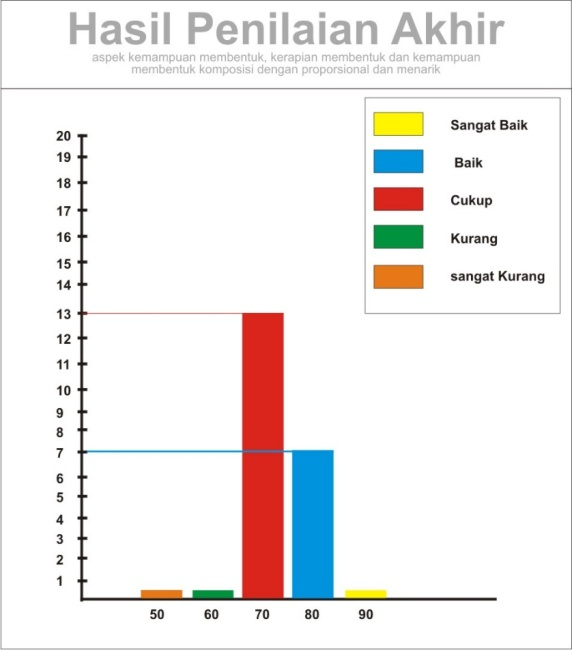 Hasil Penilaian Akhir
aspek kemampuan membentuk, kerapian membentuk dan kemampuan
membentuk komposisi dengan proporsional dan menarik
Sangat Baik
Baik
Cukup
Kurang
sangat Kurang
20
19
18
17
16
15
14
13
12
11
10
9
8
7
6
5
4
3
2
1
50 60 70 80 90